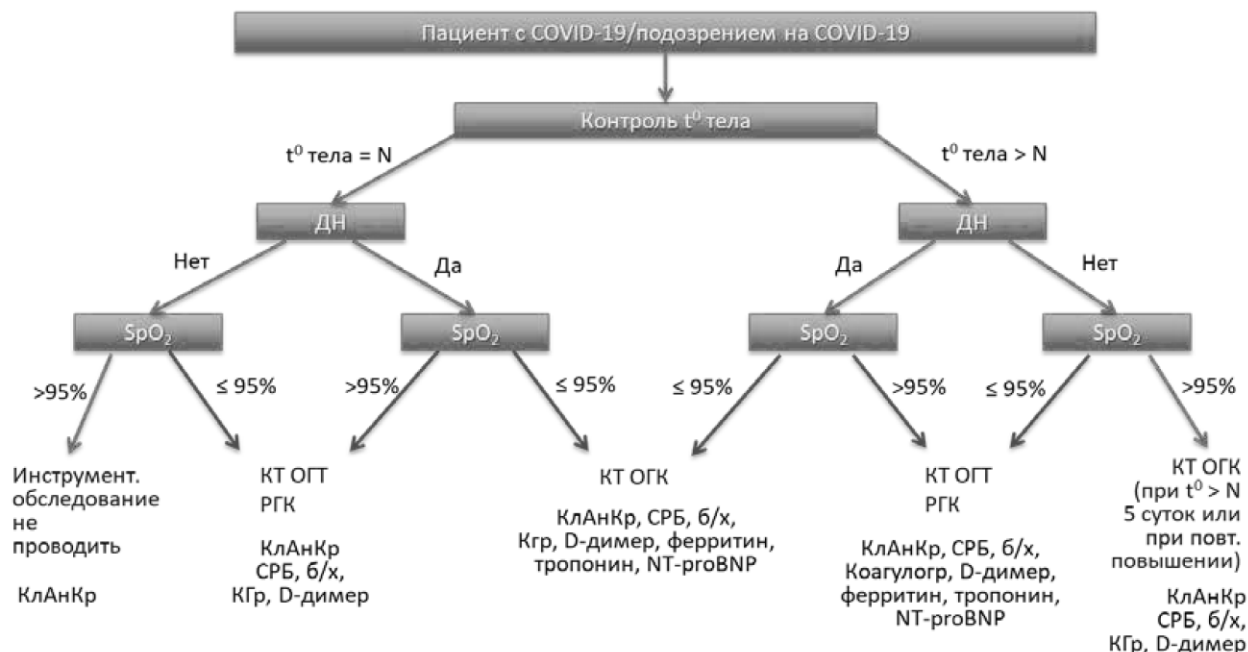 Пациент с COVID-19/подозрением на COVID-19
Контроль t⁰ тела
t⁰ тела = N
t⁰ тела > N
ДН
ДН
Нет
Да
Да
Нет
SpO₂
SpO₂
SpO₂
SpO₂
>95%
≤ 95%
>95%
≤ 95%
≤ 95%
>95%
≤ 95%
>95%
Инструмент.
обследование
не
проводить
КлАнКр
КТ ОГТ
РГК
КлАнКр
СРБ, б/х,
КГр, D-димер
КТ ОГК
КлАнКр, СРБ, б/х,
Кгр, D-димер, ферритин,
тропонин, NT-proBNP
КТ ОГТ
РГК
КлАнКр, СРБ, б/х,
Коагулогр, D-димер,
ферритин, тропонин,
NT-proBNP
КТ ОГК
(при t⁰ > N
5 суток или
при повт.
повышении)
КлАнКр
СРБ, б/х,
КГр, D-димер